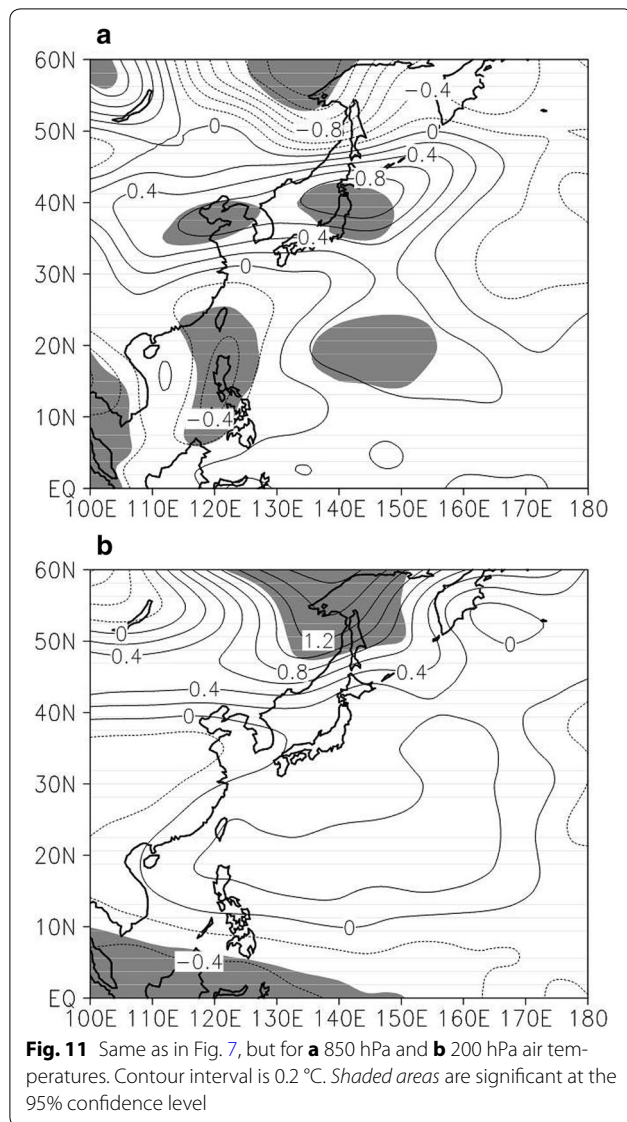 a
60N
-0.4
-0.8
50N
0
0
0.4
0.4
0.8
40N
0.4
30N
0
20N
10N
-0.4
EQ
100E 110E 120E 130E 140E 150E 160E 170E 180
b
60N
0
1.2
50N
0
0.4
0.8
0.4
0.4
40N
0
30N
20N
10N
0
-0.4
EQ
100E 110E 120E 130E 140E 150E 160E 170E 180
Fig. 11 Same as in Fig. 7, but for a 850 hPa and b 200 hPa air tem-
peratures. Contour interval is 0.2 °C. Shaded areas are significant at the
95% confidence level